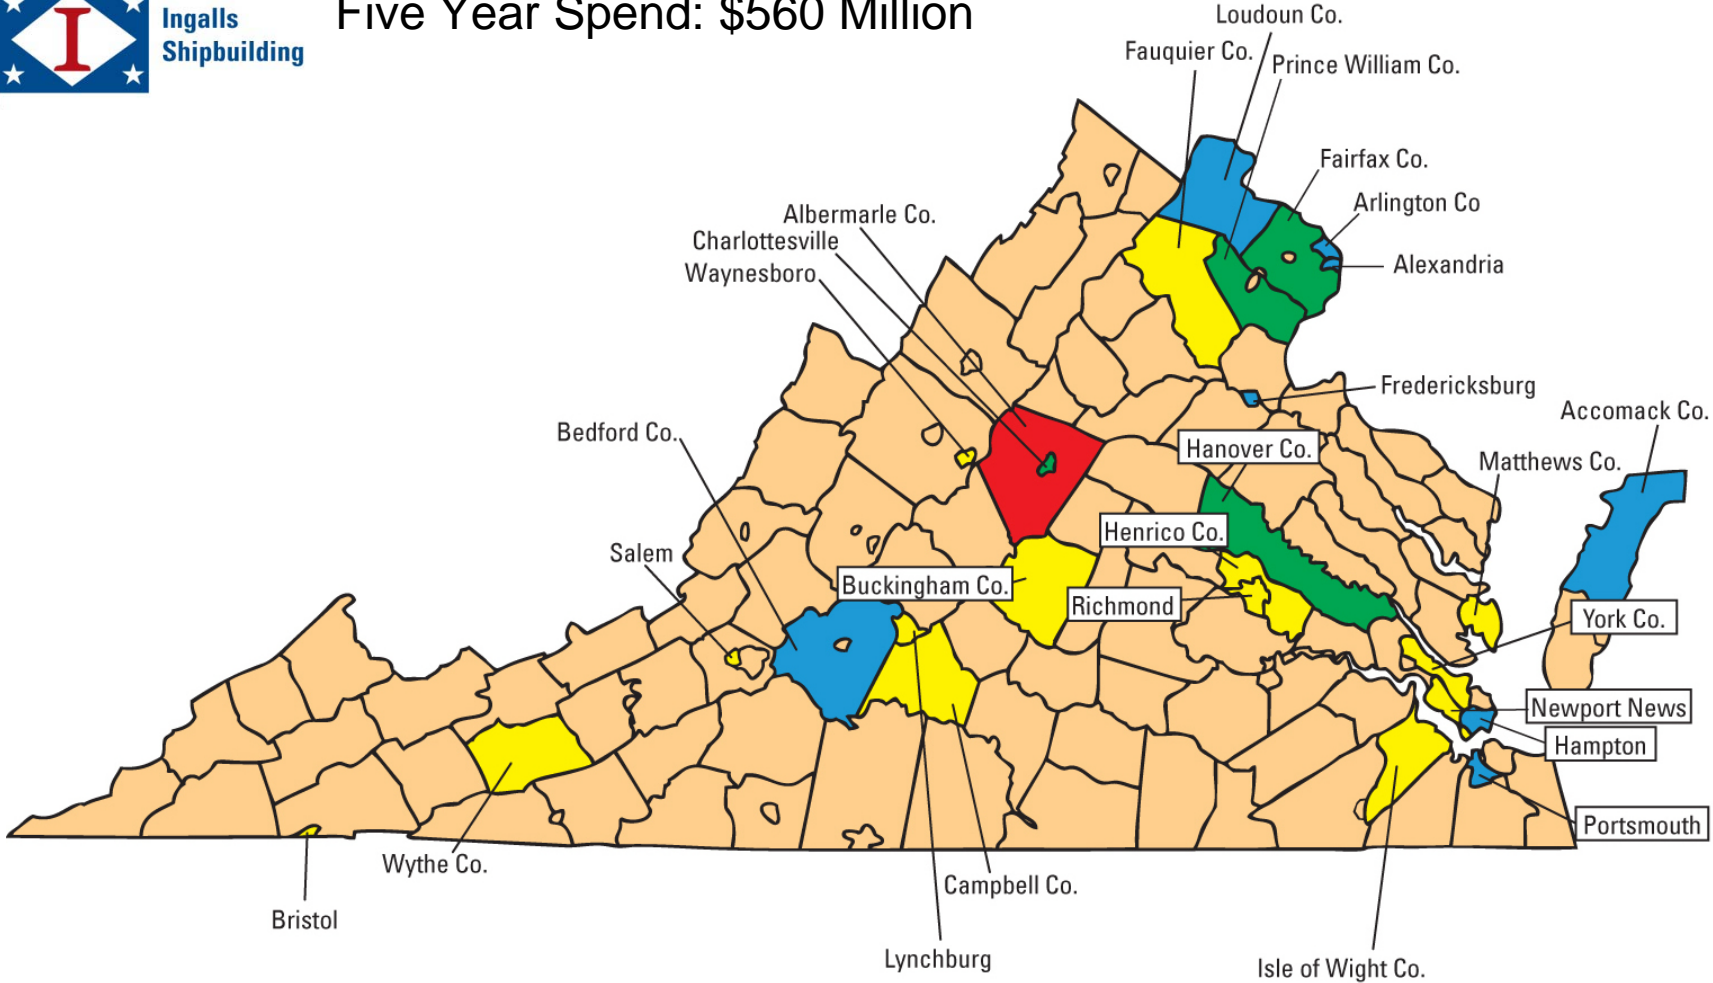 Ingalls
Shipbuilding
Five Year Spend: $560 Million
Loudoun Co.
Fauquier Co.
Prince William Co.
Fairfax Co.
Arlington Co
Alexandria
Albermarle Co.
Charlottesville
Waynesboro
Fredericksburg
Accomack Co.
Bedford Co.
Hanover Co.
Matthews Co.
Henrico Co.
Salem
Buckingham Co.
Richmond
York Co.
Newport News
Hampton
Portsmouth
Wythe Co.
Campbell Co.
Bristol
Lynchburg
Isle of Wight Co.